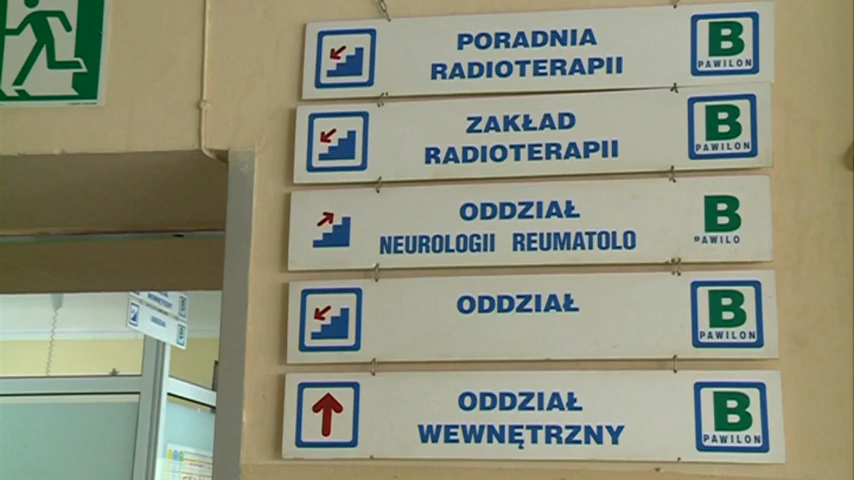 PORADNIA
RADIOTERAPII
B
PAWILON
ZAKŁAD
RADIOTERAPII
B
PAWILON
ODDZIAŁ
NEUROLOGII REUMATOLO
B
PAWILO
ODDZIAŁ
B
PAWILON
ODDZIAŁ
WEWNĘTRZNY
B
PAWILON